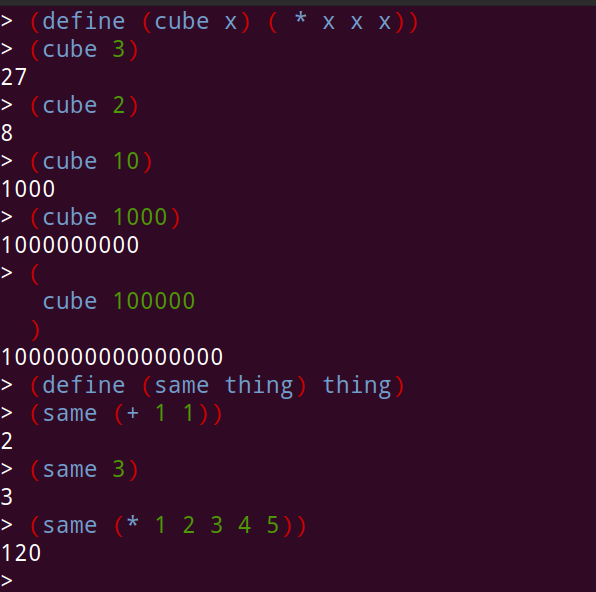 > (define (cube x) ( * x x x))
> (cube 3)
27
> (cube 2)
8
> (cube 10)
1000
> (cube 1000)
1000000000
> (
   cube 100000
  )
1000000000000000
> (define (same thing) thing)
> (same (+ 1 1))
2
> (same 3)
3
> (same (* 1 2 3 4 5))
120
>